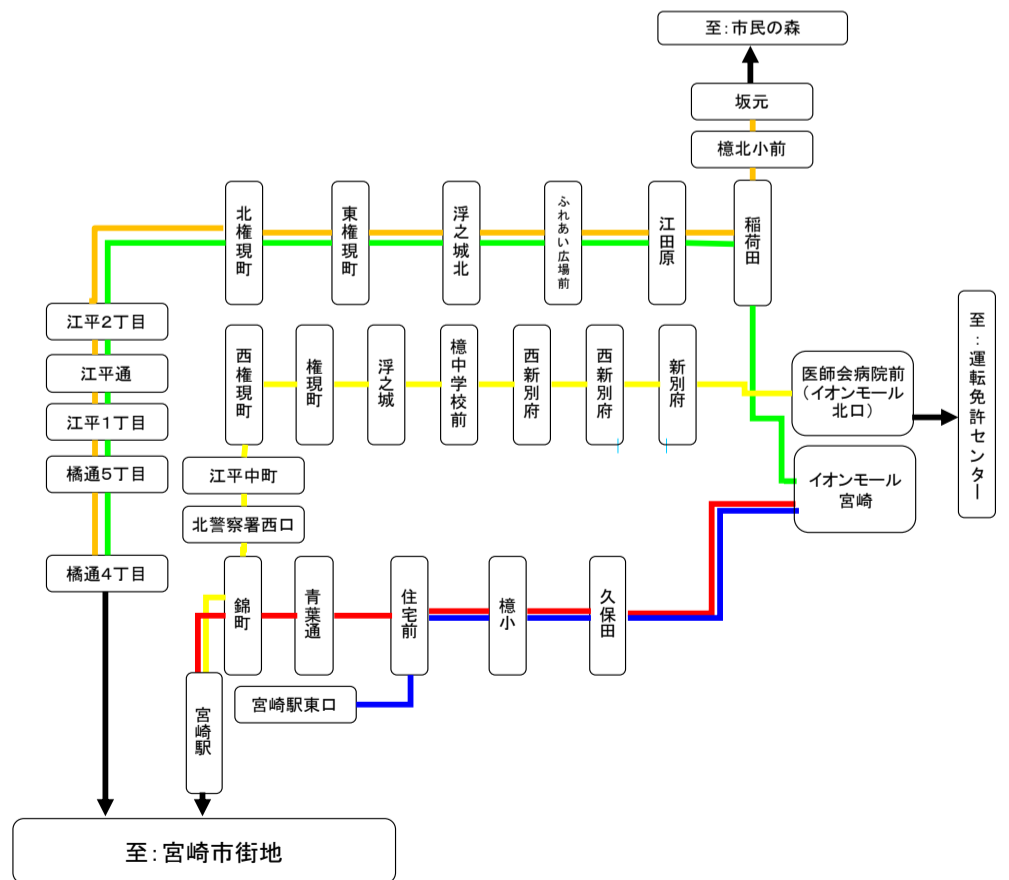 至:市民の森
坂元
檍北小前
北権現町
東権現町
浮之城北
ふれあい広場前
江田原
稲荷田
江平2丁目
江平通
江平1丁目
橘通5丁目
橘通4丁目
西権現町
権現町
浮之城
檍中学校前
西新別府
西新別府
新別府
医師会病院前
(イオンモール
北口)
至:運転免許センター
イオンモール
宮崎
江平中町
北警察署西口
錦町
青葉通
住宅前
檍小
久保田
宮崎駅東口
宮崎駅
至:宮崎市街地